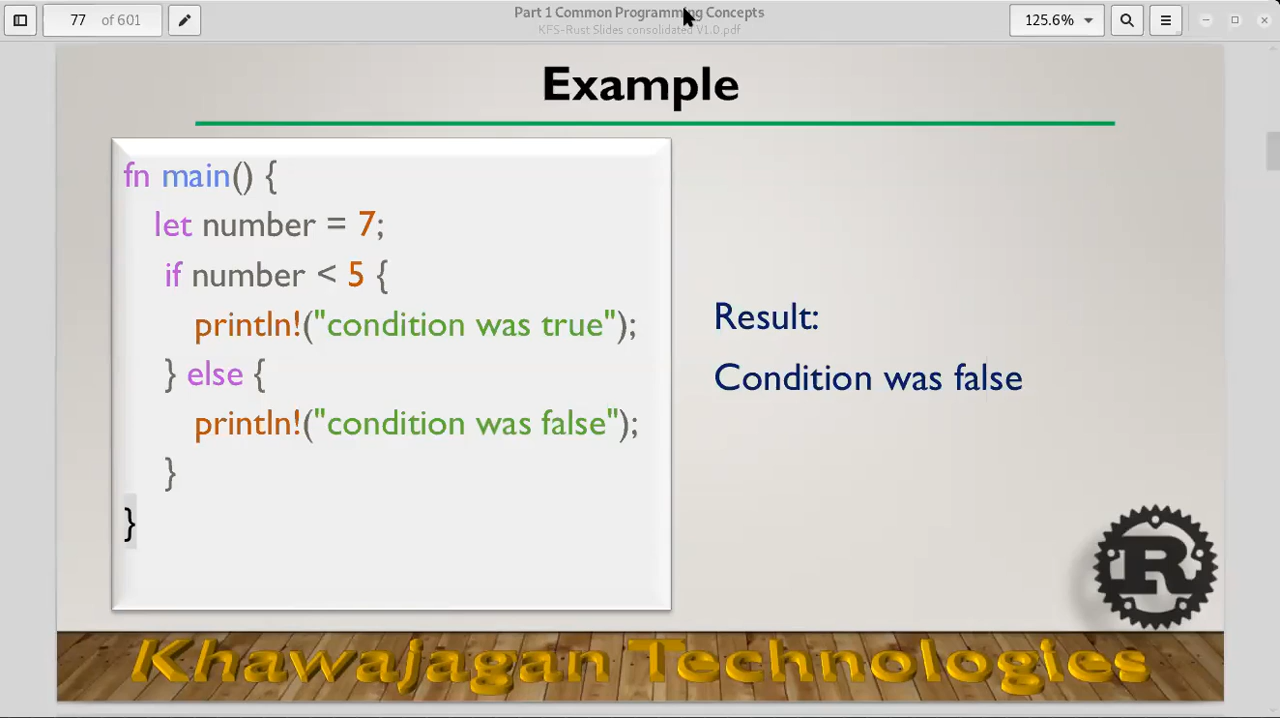 77 of 601
Part 1 Common Programming Concepts
KFS-Rust Slides consolidated V1.0.pdf
125.6%
Example
fn main() {
let number = 7;
if number < 5 {
println!("condition was true");
} else {
println!("condition was false");
}
}
Result:
Condition was false
R
Khawajagan Technologies